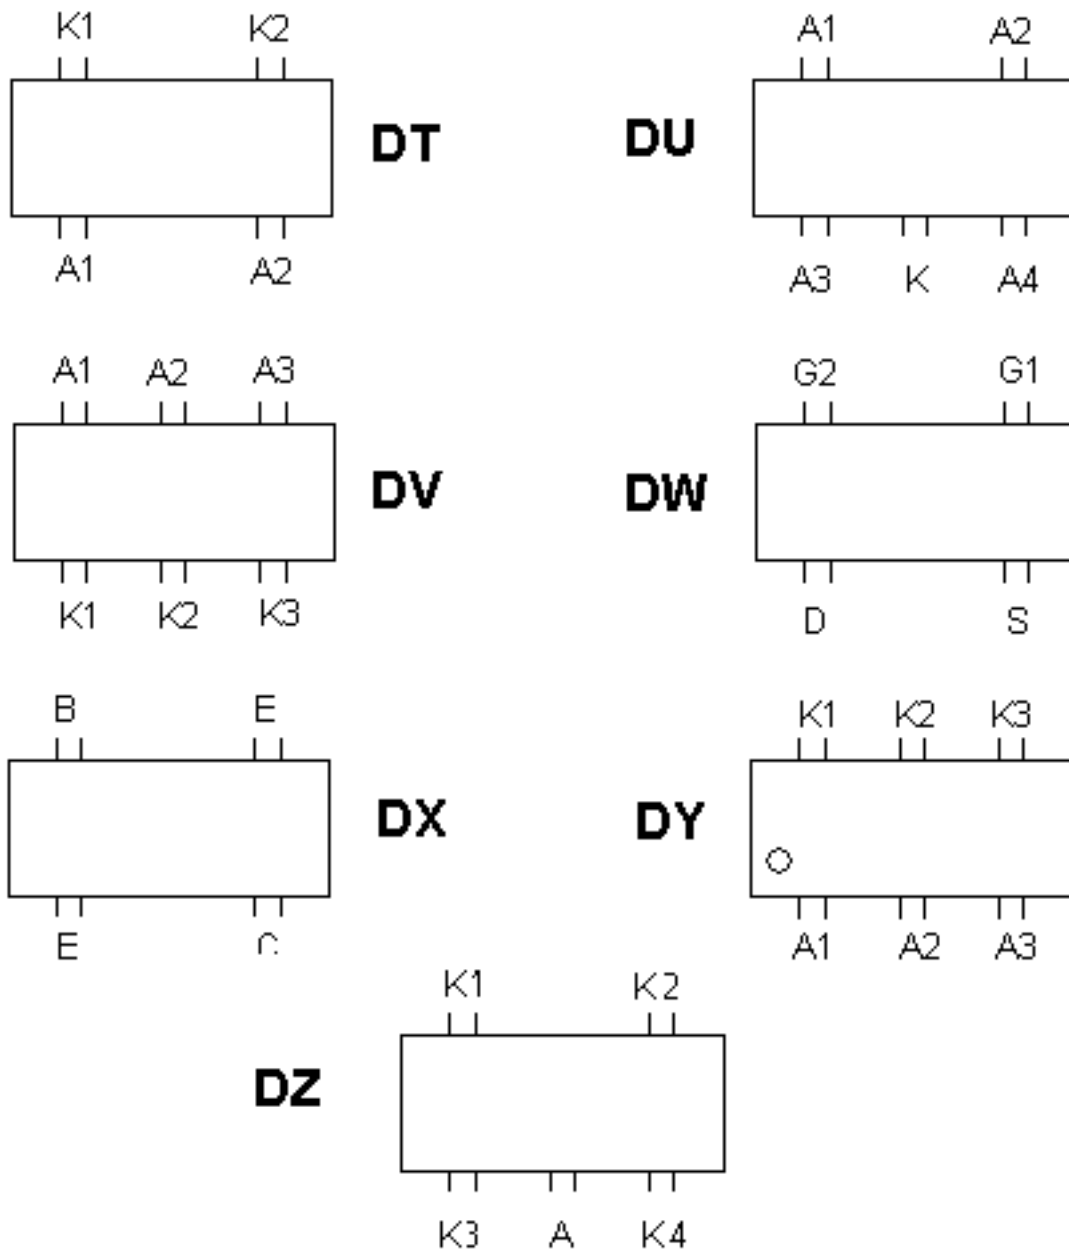 K1 K2 A1 A2
DT DU
A1 A2 A3 K A4
A1 A2 A3 G2 G1
DV DW
K1 K2 K3 D S
B E K1 K2 K3
DX DY
E A1 A2 A3
K1 K2
DZ
K3 A K4